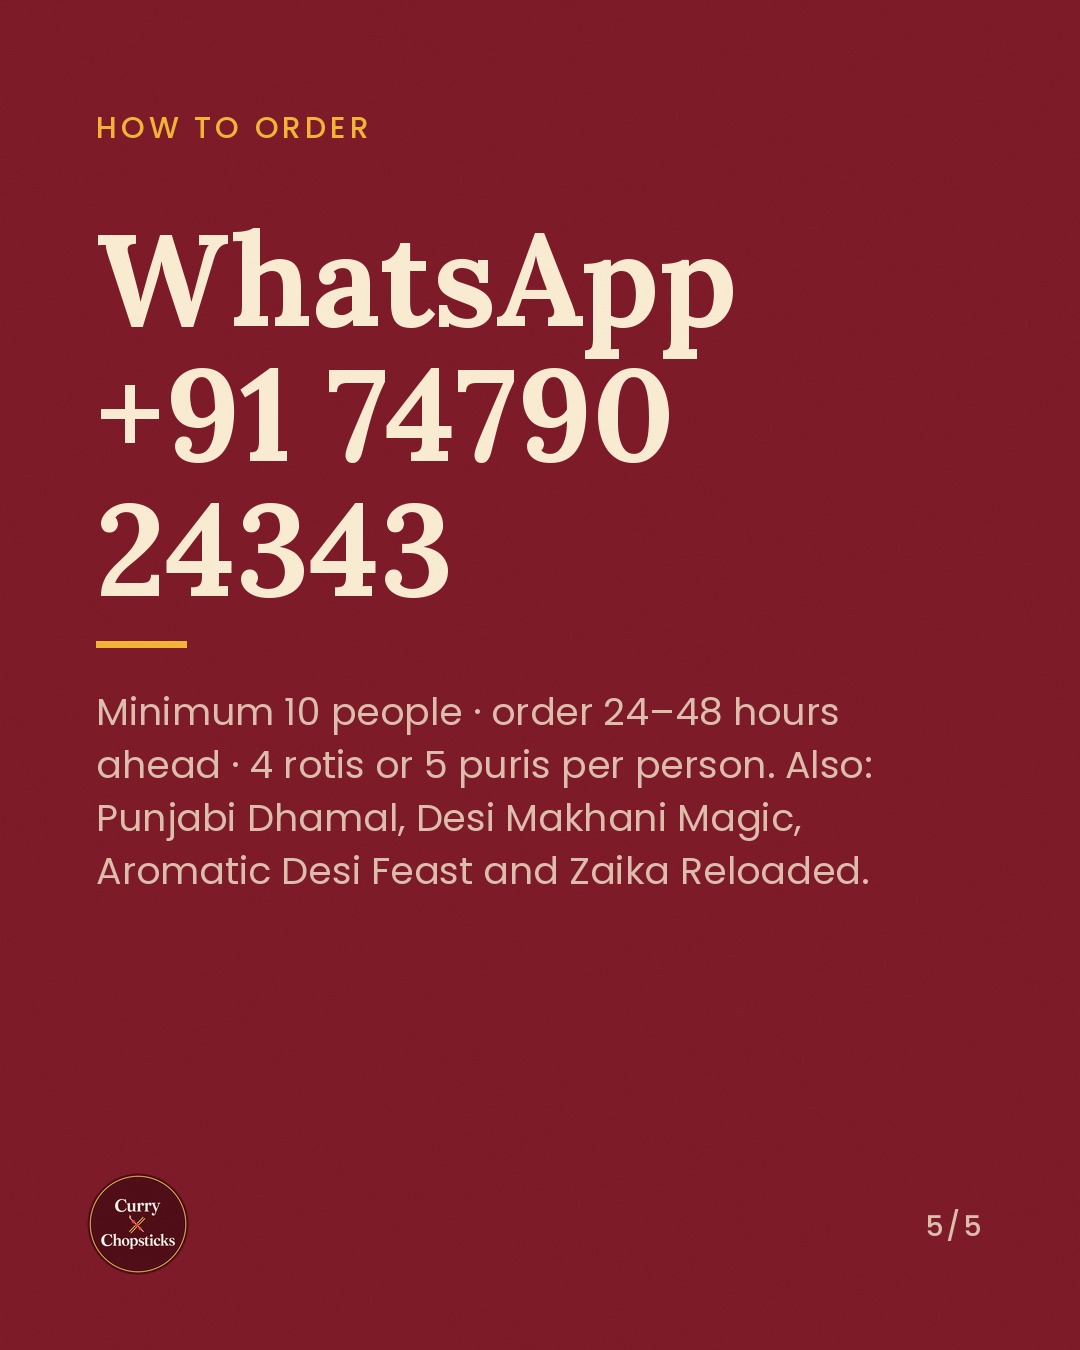 HOW TO ORDER
WhatsApp
+91 74790
24343
Minimum 10 people · order 24–48 hours
ahead · 4 rotis or 5 puris per person. Also:
Punjabi Dhamal, Desi Makhani Magic,
Aromatic Desi Feast and Zaika Reloaded.
Curry
Chopsticks
5/5